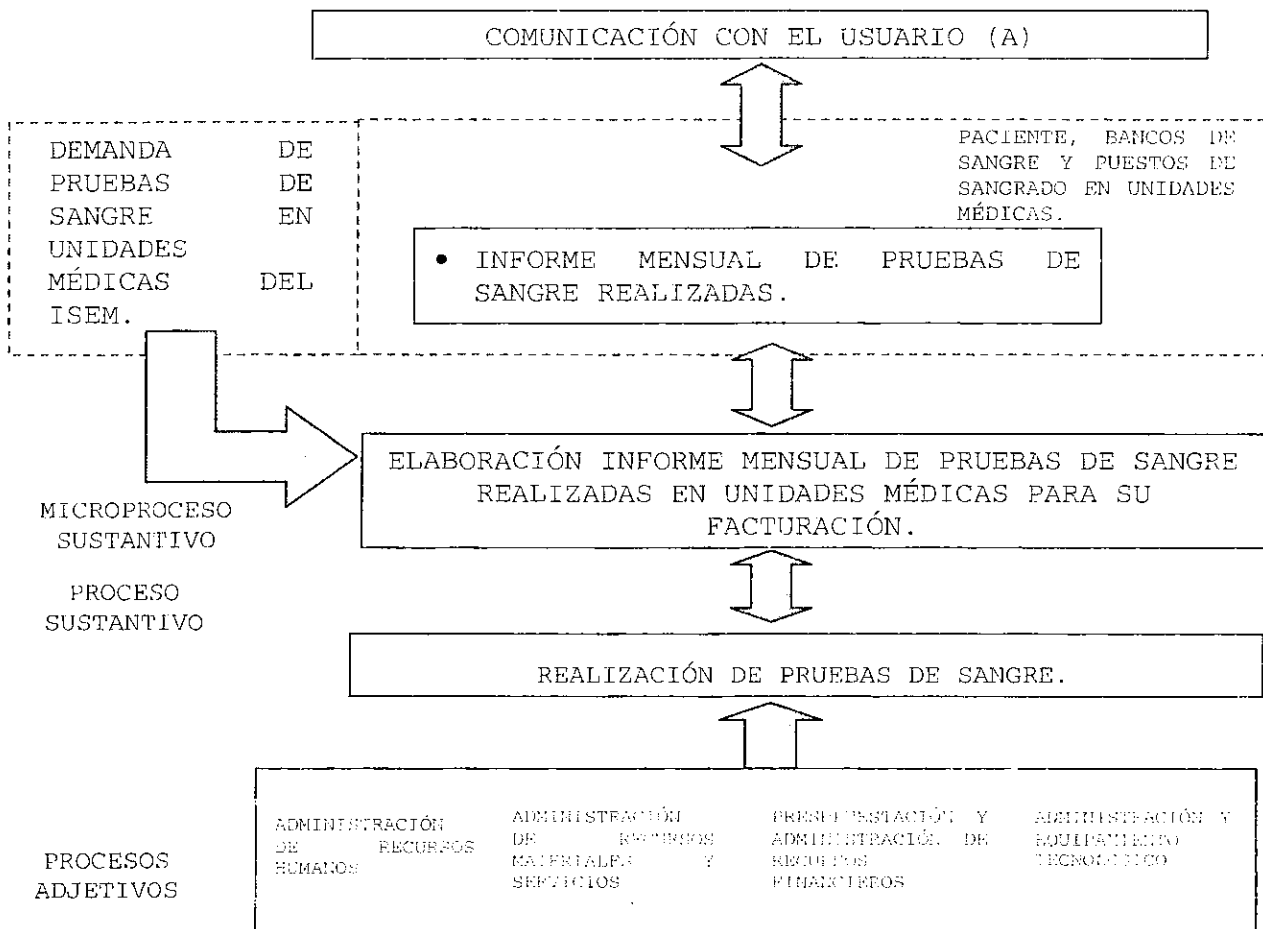 COMUNICACIÓN CON EL USUARIO (A)
DEMANDA DE
PRUEBAS DE
SANGRE EN
UNIDADES
MÉDICAS DEL
ISEM.
PACIENTE, BANCOS DE
SANGRE Y PUESTOS DE
SANGRADO EN UNIDADES
MÉDICAS.
• INFORME MENSUAL DE PRUEBAS DE
SANGRE REALIZADAS.
ELABORACIÓN INFORME MENSUAL DE PRUEBAS DE SANGRE
REALIZADAS EN UNIDADES MÉDICAS PARA SU
FACTURACIÓN.
MICROPROCESO
SUSTANTIVO
PROCESO
SUSTANTIVO
REALIZACIÓN DE PRUEBAS DE SANGRE.
PROCESOS
ADJETIVOS
ADMINISTRACIÓN
DE RECURSOS
HUMANOS
ADMINISTRACIÓN
DE RECURSOS
MATERIALES Y
SERVICIOS
Y
ADMINISTRACIÓN DE
RECURSOS
FINANCIEROS
ADMINISTRACIÓN Y
EQUIPAMIENTO